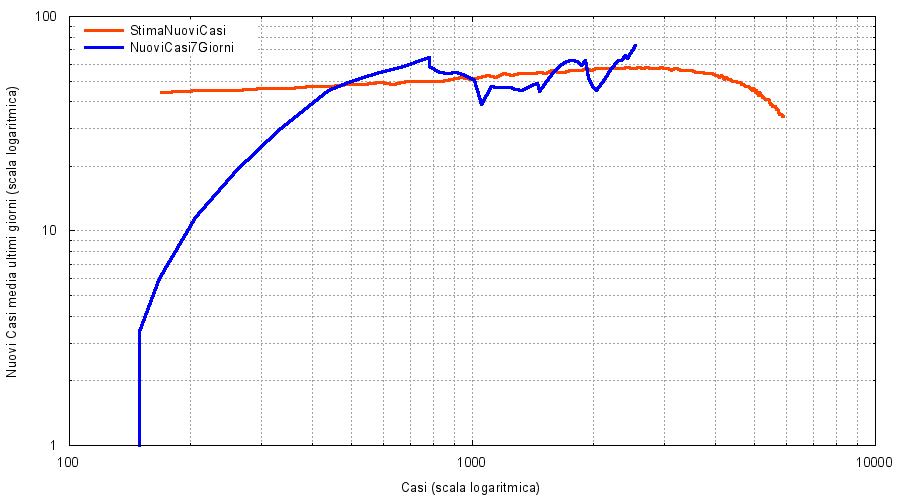 100
StimaNuoviCasi
NuoviCasi7Giorni
10
1
Nuovi Casi media ultimi giorni (scala logaritmica)
100
1000
10000
Casi (scala logaritmica)